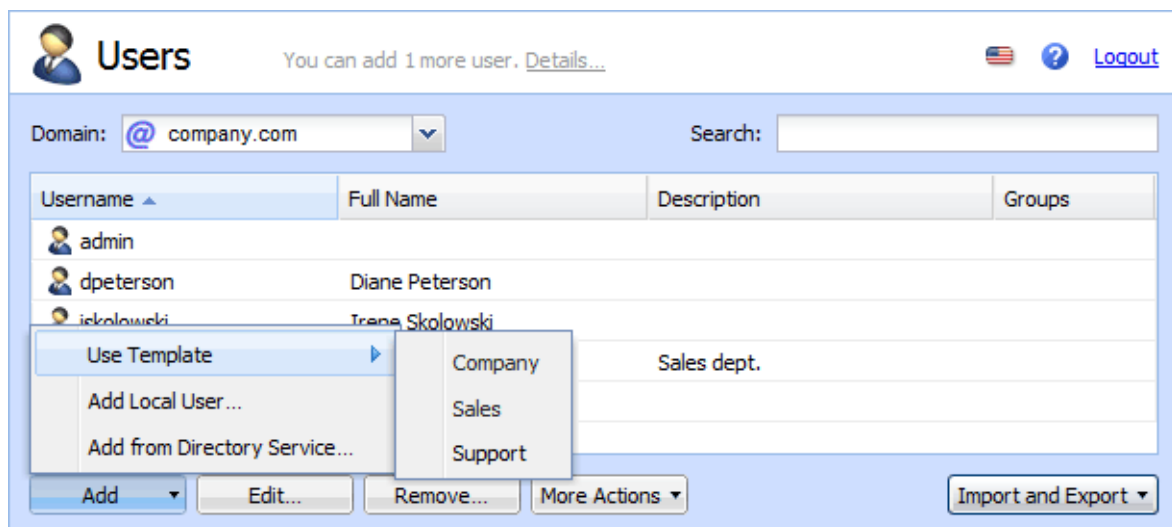 Users You can add 1 more user. Details... Logout
Domain: @ company.com Search:
Username Full Name Description Groups
admin
dpeterson Diane Peterson
iskolowski Irene Skolowski
Use Template Company Sales dept.
Add Local User... Sales
Add from Directory Service... Support
Add Edit... Remove... More Actions Import and Export